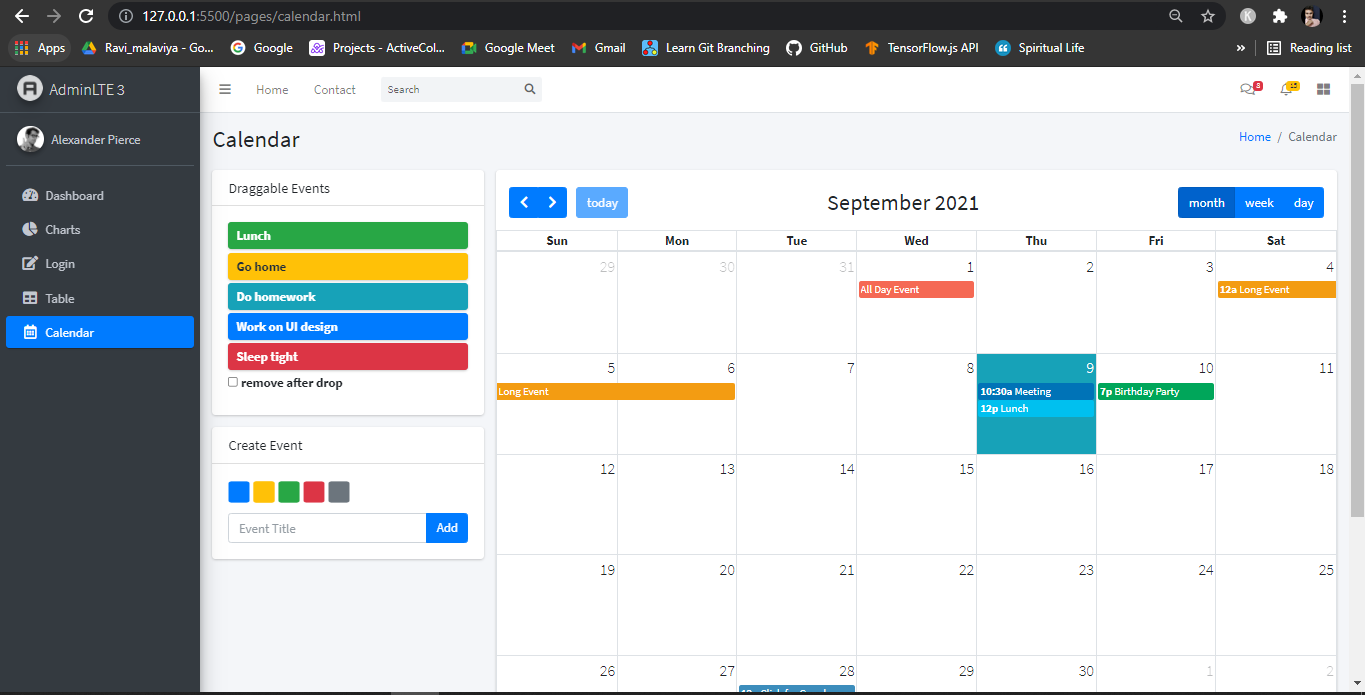 127.0.0.1:5500/pages/calendar.html
K
Apps
Ravi_malaviya - Go...
Google
Projects - ActiveCol...
Google Meet
Gmail
Learn Git Branching
GitHub
TensorFlow.js API
Spiritual Life
»
Reading list
AdminLTE 3
Home
Contact
Search
8
15
Alexander Pierce
Dashboard
Charts
Login
Table
Calendar
Calendar
Home / Calendar
Draggable Events
Lunch
Go home
Do homework
Work on UI design
Sleep tight
remove after drop
Create Event
Event Title
Add
today
September 2021
month
week
day
Sun Mon Tue Wed Thu Fri Sat
29 30 31 1 2 3 4
All Day Event
12a Long Event
5 6 7 8 9 10 11
Long Event
10:30a Meeting
7p Birthday Party
12p Lunch
12 13 14 15 16 17 18
19 20 21 22 23 24 25
26 27 28 29 30 1 2